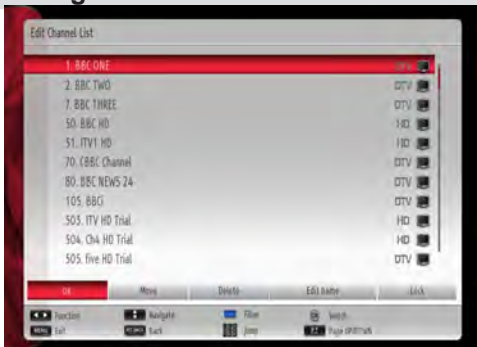 Edit Channel List
1. BBC ONE
2. BBC TWO DTV
7. BBC THREE DTV
50. BBC HD HD
51. ITV1 HD HD
70. CBBC Channel DTV
80. BBC NEWS 24 DTV
105. BBCi DTV
503. ITV HD Trial HD
504. Ch4 HD Trial HD
505. five HD Trial DTV
OK Move Delete Edit Name Lock
Function Navigate Filter Switch
MENU Exit Back Jump Page UP/DWN